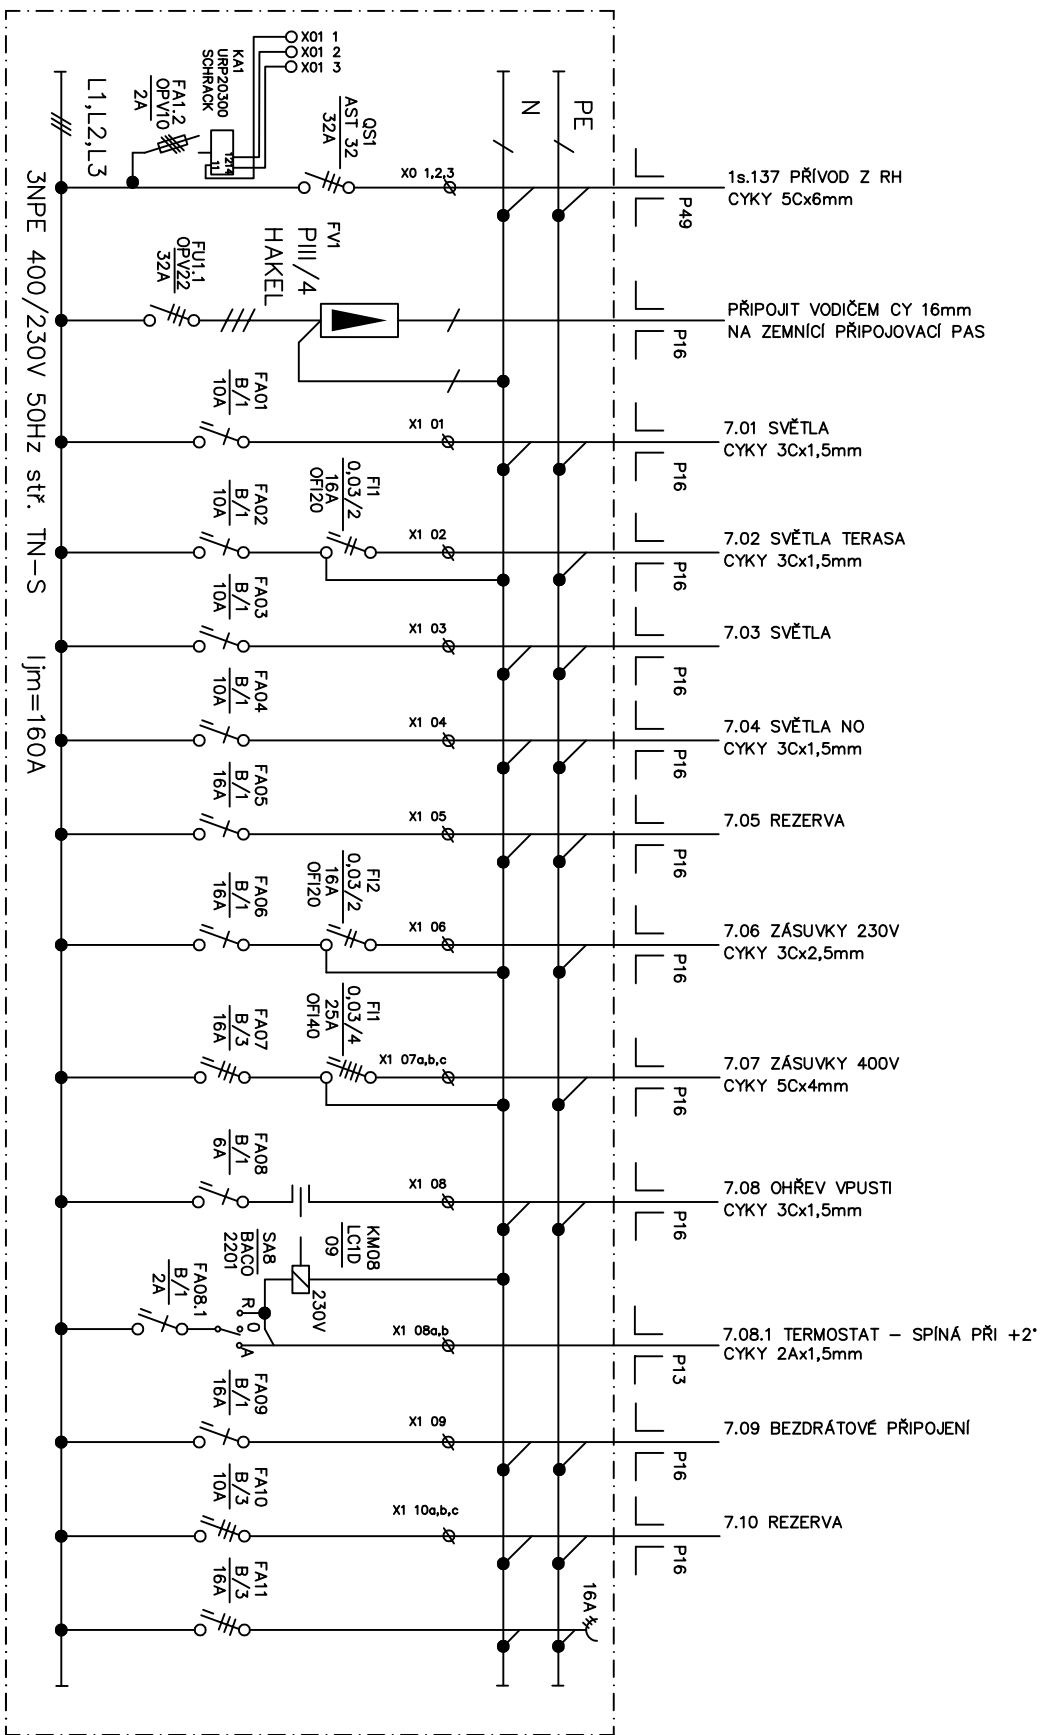 X01 1
X01 2
X01 3
KA1
URP20300
SCHRACK
1214
11
FA1.2
OPV10
2A
L1,L2,L3
QS1
AST 32
32A
X0 1,2,3
N
PE
1s.137 PŘÍVOD Z RH
CYKY 5Cx6mm
P49
3NPE 400/230V 50Hz stř. TN-S Ijm=160A
FU1.1
OPV22
32A
FV1
PIII/4
HAKEL
PŘIPOJIT VODIČEM CY 16mm
NA ZEMNÍCÍ PŘIPOJOVACÍ PAS
P16
FA01
B/1
10A
X1 01
7.01 SVĚTLA
CYKY 3Cx1,5mm
P16
FA02
B/1
10A
FI1
0,03/2
16A
OFI20
X1 02
7.02 SVĚTLA TERASA
CYKY 3Cx1,5mm
P16
FA03
B/1
10A
X1 03
7.03 SVĚTLA
P16
FA04
B/1
10A
X1 04
7.04 SVĚTLA NO
CYKY 3Cx1,5mm
P16
FA05
B/1
16A
X1 05
7.05 REZERVA
P16
FA06
B/1
16A
FI2
0,03/2
16A
OFI20
X1 06
7.06 ZÁSUVKY 230V
CYKY 3Cx2,5mm
P16
FA07
B/3
16A
FI1
0,03/4
25A
OFI40
X1 07a,b,c
7.07 ZÁSUVKY 400V
CYKY 5Cx4mm
P16
FA08
B/1
6A
X1 08
7.08 OHŘEV VPUSTI
CYKY 3Cx1,5mm
P16
KM08
LC1D
09
SA8
BACO
2201
230V
FA08.1
B/1
2A
R
0
A
X1 08a,b
7.08.1 TERMOSTAT – SPÍNÁ PŘI +2°
CYKY 2Ax1,5mm
P13
FA09
B/1
16A
X1 09
7.09 BEZDRÁTOVÉ PŘIPOJENÍ
P16
FA10
B/3
10A
X1 10a,b,c
7.10 REZERVA
P16
FA11
B/3
16A
16A